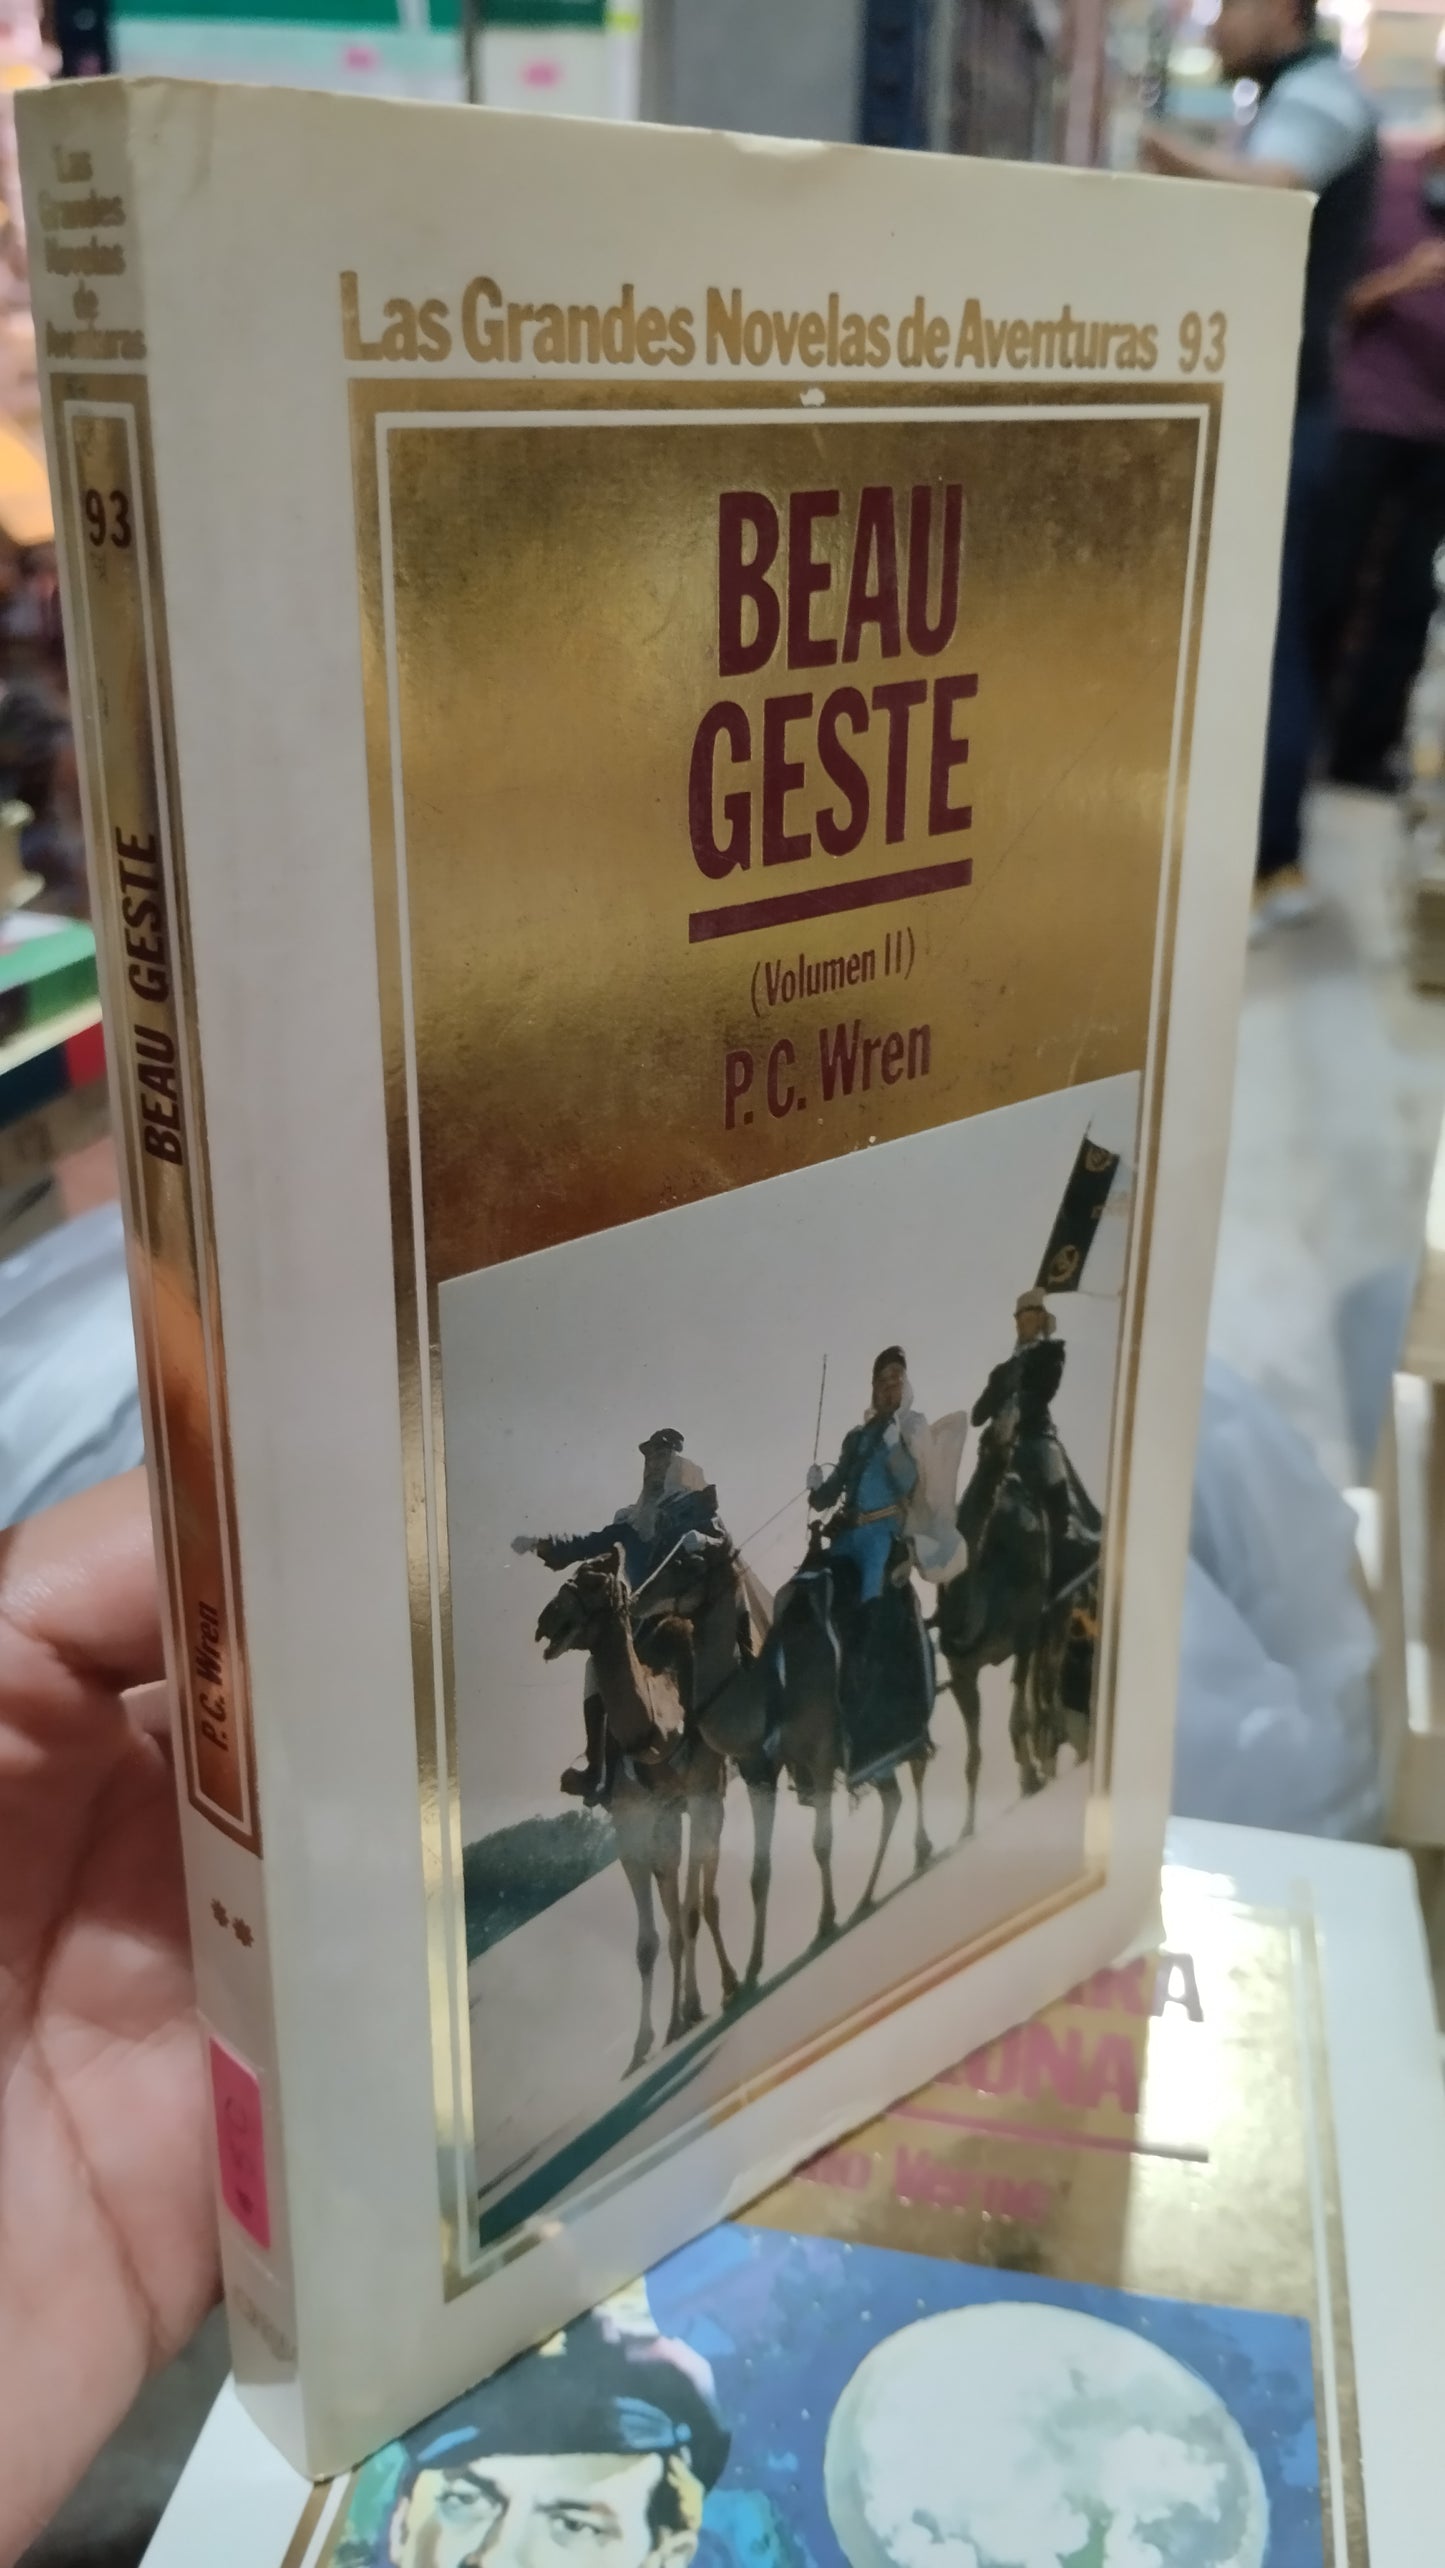 Las
Grandes
Novelas
de
Aventuras
93
BEAU GESTE
P.C. Wren
**
Las Grandes Novelas de Aventuras 93
BEAU
GESTE
(Volumen II)
P.C. Wren
Verne